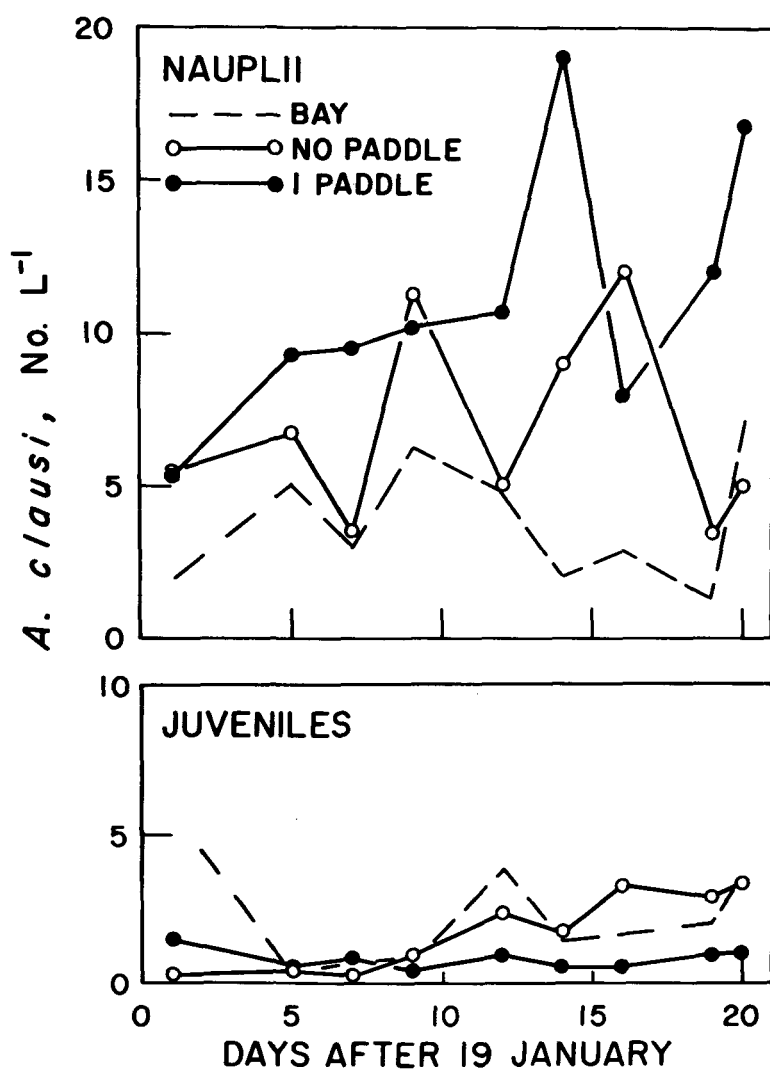 20
NAUPLII
BAY
NO PADDLE
1 PADDLE
15
10
5
0
A. clausi, No. L⁻¹
10
JUVENILES
5
0
0 5 10 15 20
DAYS AFTER 19 JANUARY